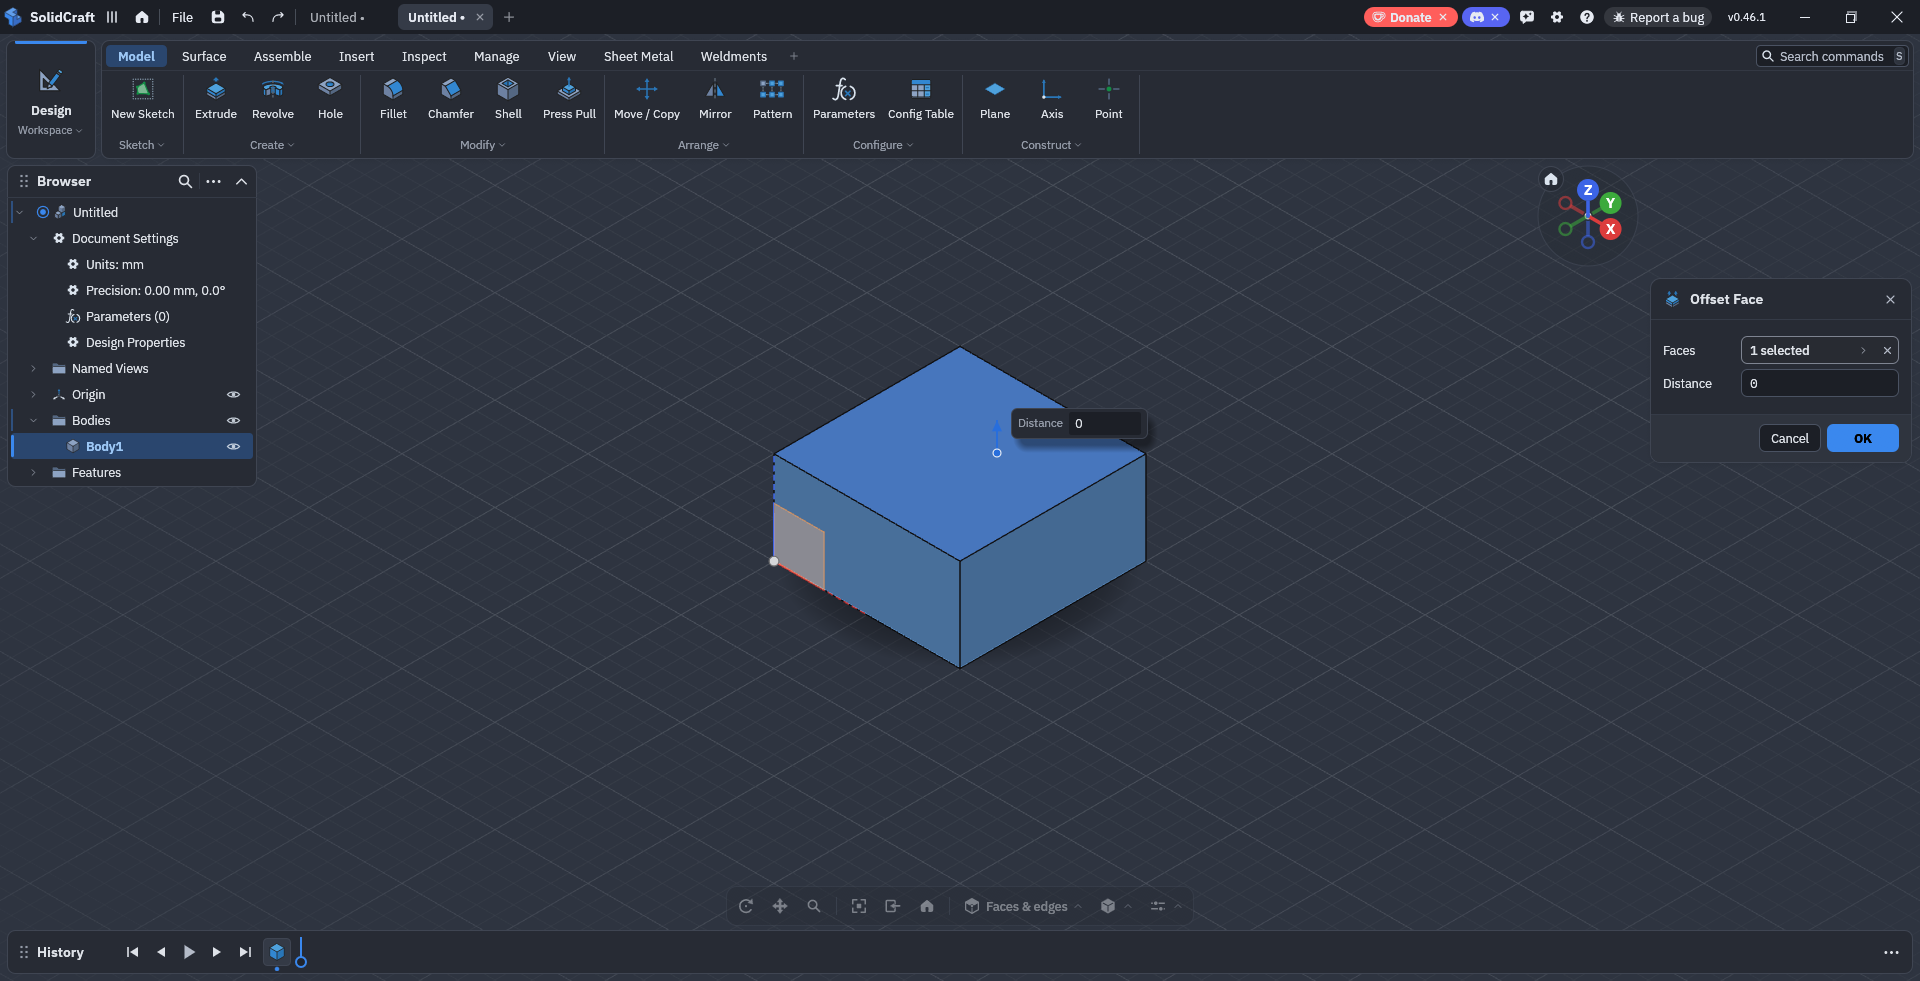 SolidCraft
File
Untitled •
Untitled •
Donate
Report a bug
v0.46.1
Design
Workspace
Model
Surface
Assemble
Insert
Inspect
Manage
View
Sheet Metal
Weldments
Search commands
S
New Sketch
Extrude
Revolve
Hole
Fillet
Chamfer
Shell
Press Pull
Move / Copy
Mirror
Pattern
Parameters
Config Table
Plane
Axis
Point
Sketch
Create
Modify
Arrange
Configure
Construct
Browser
Untitled
Document Settings
Units: mm
Precision: 0.00 mm, 0.0°
Parameters (0)
Design Properties
Named Views
Origin
Bodies
Body1
Features
Z
Y
X
Distance 0
Offset Face
Faces 1 selected
Distance 0
Cancel
OK
Faces & edges
History